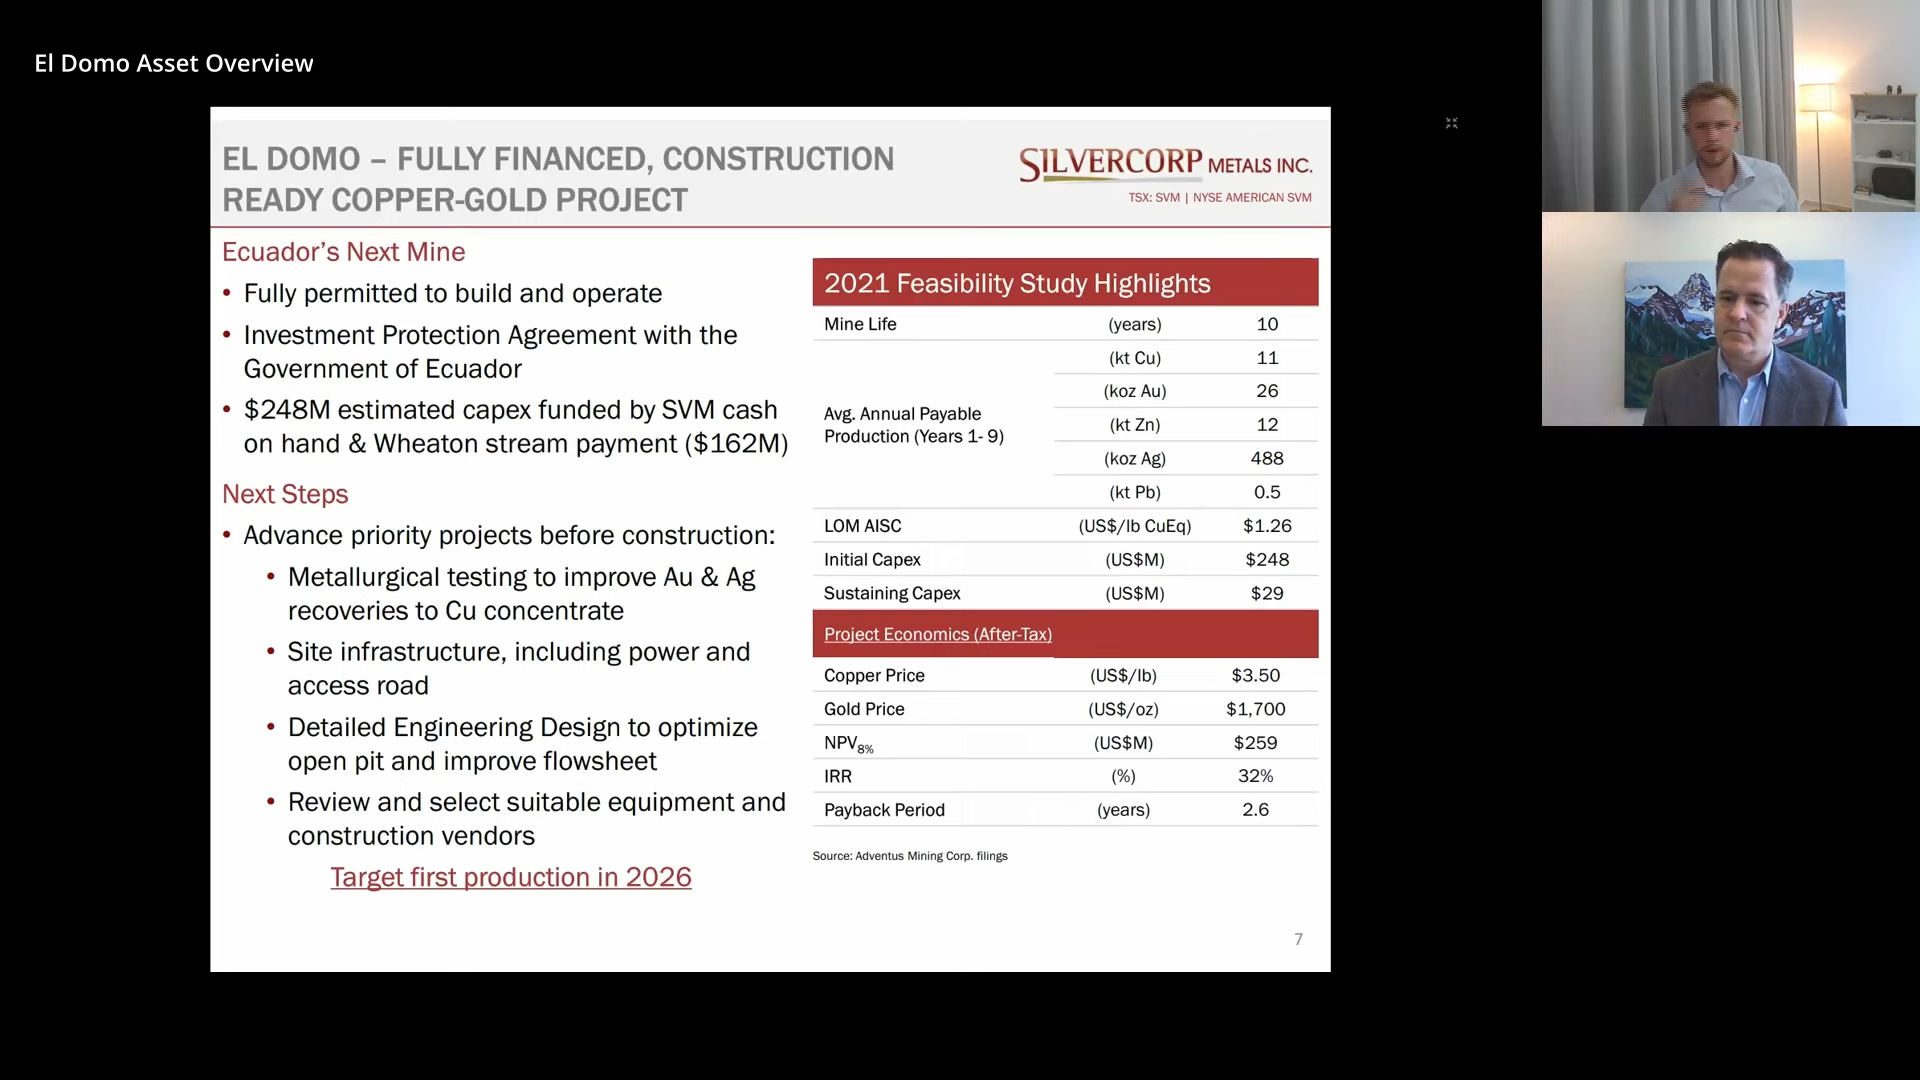 El Domo Asset Overview
EL DOMO – FULLY FINANCED, CONSTRUCTION
READY COPPER-GOLD PROJECT
SILVERCORP METALS INC.
TSX: SVM | NYSE AMERICAN SVM
Ecuador’s Next Mine
• Fully permitted to build and operate
• Investment Protection Agreement with the
Government of Ecuador
• $248M estimated capex funded by SVM cash
on hand & Wheaton stream payment ($162M)
Next Steps
• Advance priority projects before construction:
• Metallurgical testing to improve Au & Ag
recoveries to Cu concentrate
• Site infrastructure, including power and
access road
• Detailed Engineering Design to optimize
open pit and improve flowsheet
• Review and select suitable equipment and
construction vendors
Target first production in 2026
2021 Feasibility Study Highlights
Mine Life (years) 10
Avg. Annual Payable
Production (Years 1- 9)
(kt Cu) 11
(koz Au) 26
(kt Zn) 12
(koz Ag) 488
(kt Pb) 0.5
LOM AISC (US$/lb CuEq) $1.26
Initial Capex (US$M) $248
Sustaining Capex (US$M) $29
Project Economics (After-Tax)
Copper Price (US$/lb) $3.50
Gold Price (US$/oz) $1,700
NPV8% (US$M) $259
IRR (%) 32%
Payback Period (years) 2.6
Source: Adventus Mining Corp. filings
7